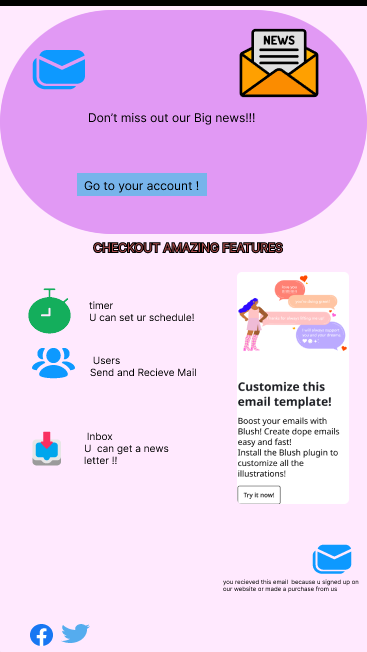 NEWS
Don't miss out our Big news!!!
Go to your account !
CHECKOUT AMAZING FEATURES
timer
U can set ur schedule!
Users
Send and Recieve Mail
Inbox
U can get a news
letter !!
Customize this
email template!
Boost your emails with
Blush! Create dope emails
easy and fast!
Install the Blush plugin to
customize all the
illustrations!
Try it now!
you recieved this email because u signed up on
our website or made a purchase from us